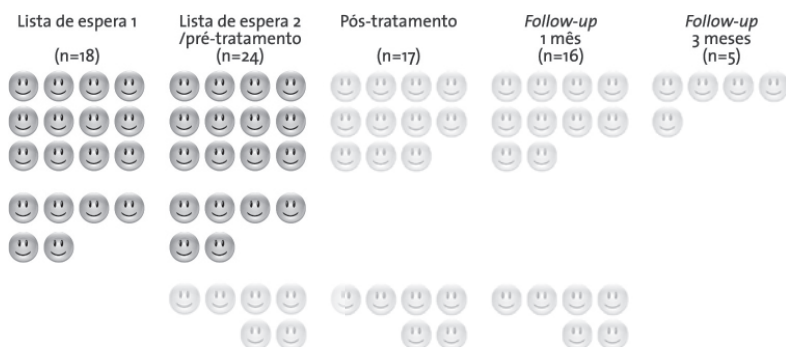 Lista de espera 1
(n=18)
Lista de espera 2
/pré-tratamento
(n=24)
Pós-tratamento
(n=17)
Follow-up
1 mês
(n=16)
Follow-up
3 meses
(n=5)